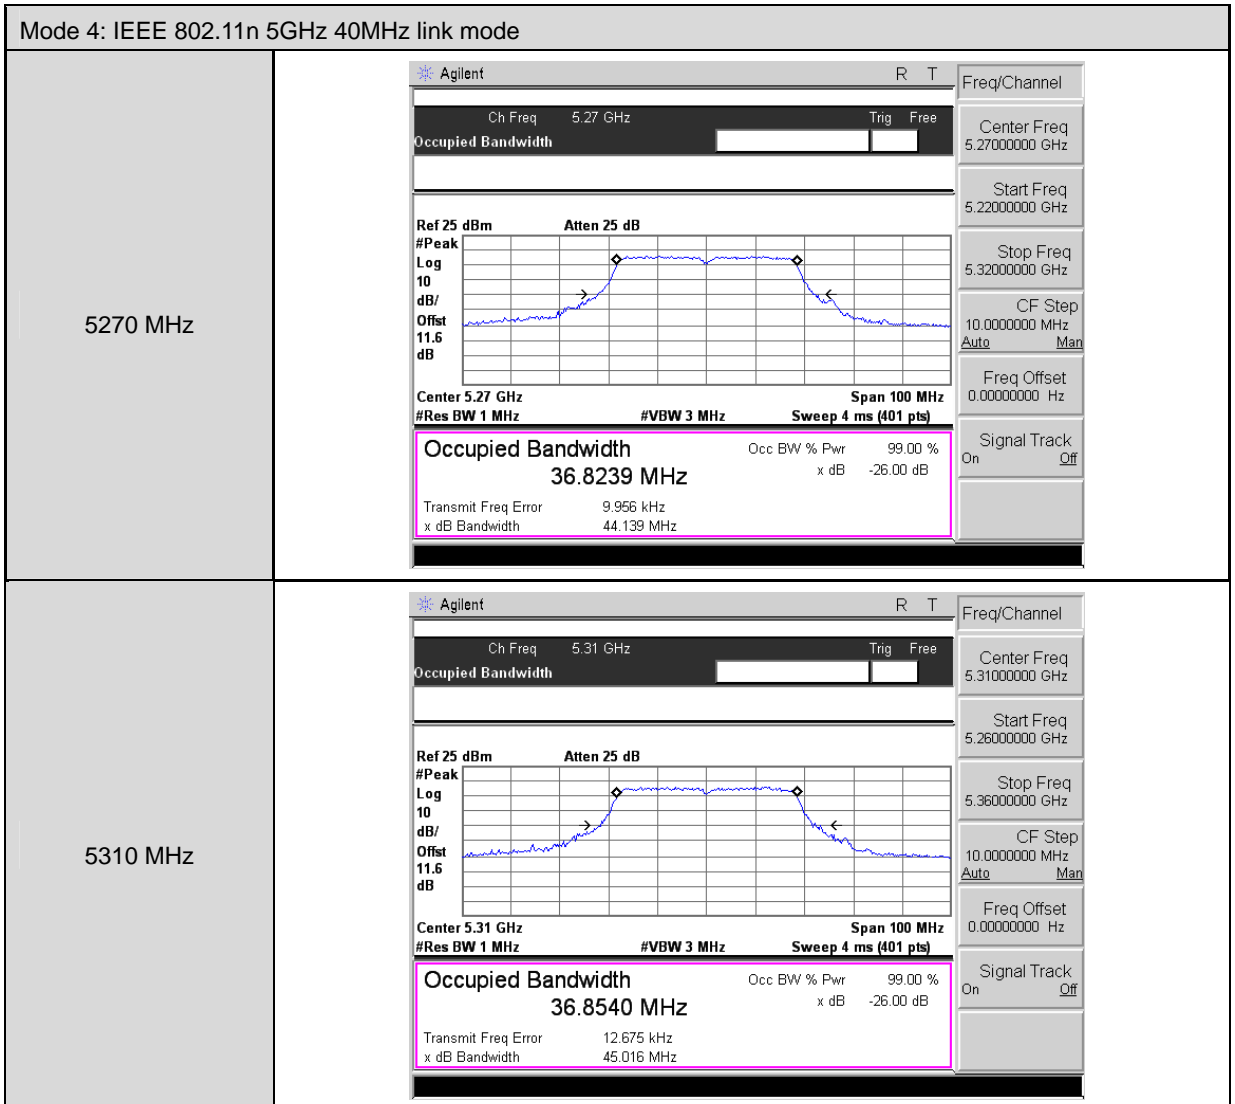 Mode 4: IEEE 802.11n 5GHz 40MHz link mode
5270 MHz
Agilent R T
Freq/Channel
Ch Freq 5.27 GHz Trig Free
Occupied Bandwidth
Center Freq
5.27000000 GHz
Start Freq
5.22000000 GHz
Stop Freq
5.32000000 GHz
CF Step
10.0000000 MHz
Auto Man
Freq Offset
0.00000000 Hz
Signal Track
On Off
Ref 25 dBm Atten 25 dB
#Peak
Log
10
dB/
Offst
11.6
dB
Center 5.27 GHz Span 100 MHz
#Res BW 1 MHz #VBW 3 MHz Sweep 4 ms (401 pts)
Occupied Bandwidth Occ BW % Pwr 99.00 %
36.8239 MHz x dB -26.00 dB
Transmit Freq Error 9.956 kHz
x dB Bandwidth 44.139 MHz
5310 MHz
Agilent R T
Freq/Channel
Ch Freq 5.31 GHz Trig Free
Occupied Bandwidth
Center Freq
5.31000000 GHz
Start Freq
5.26000000 GHz
Stop Freq
5.36000000 GHz
CF Step
10.0000000 MHz
Auto Man
Freq Offset
0.00000000 Hz
Signal Track
On Off
Ref 25 dBm Atten 25 dB
#Peak
Log
10
dB/
Offst
11.6
dB
Center 5.31 GHz Span 100 MHz
#Res BW 1 MHz #VBW 3 MHz Sweep 4 ms (401 pts)
Occupied Bandwidth Occ BW % Pwr 99.00 %
36.8540 MHz x dB -26.00 dB
Transmit Freq Error 12.675 kHz
x dB Bandwidth 45.016 MHz